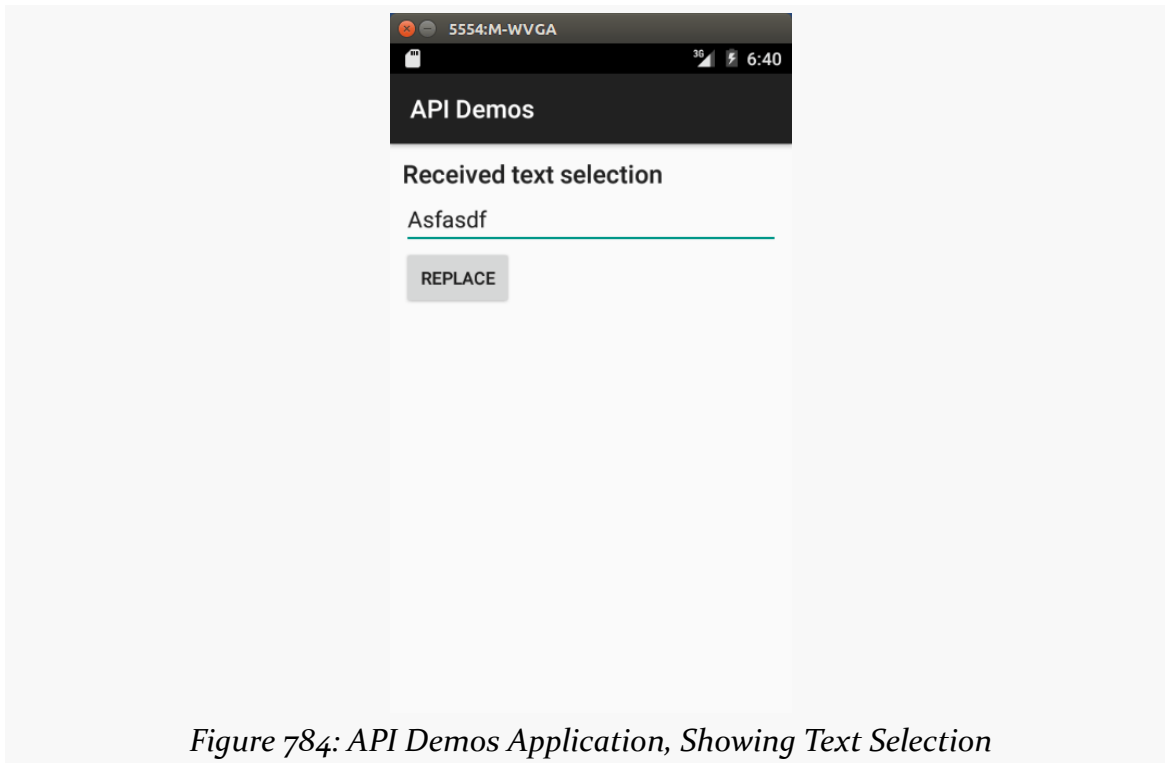 5554:M-WVGA
3G 6:40
API Demos
Received text selection
Asfasdf
REPLACE
Figure 784: API Demos Application, Showing Text Selection